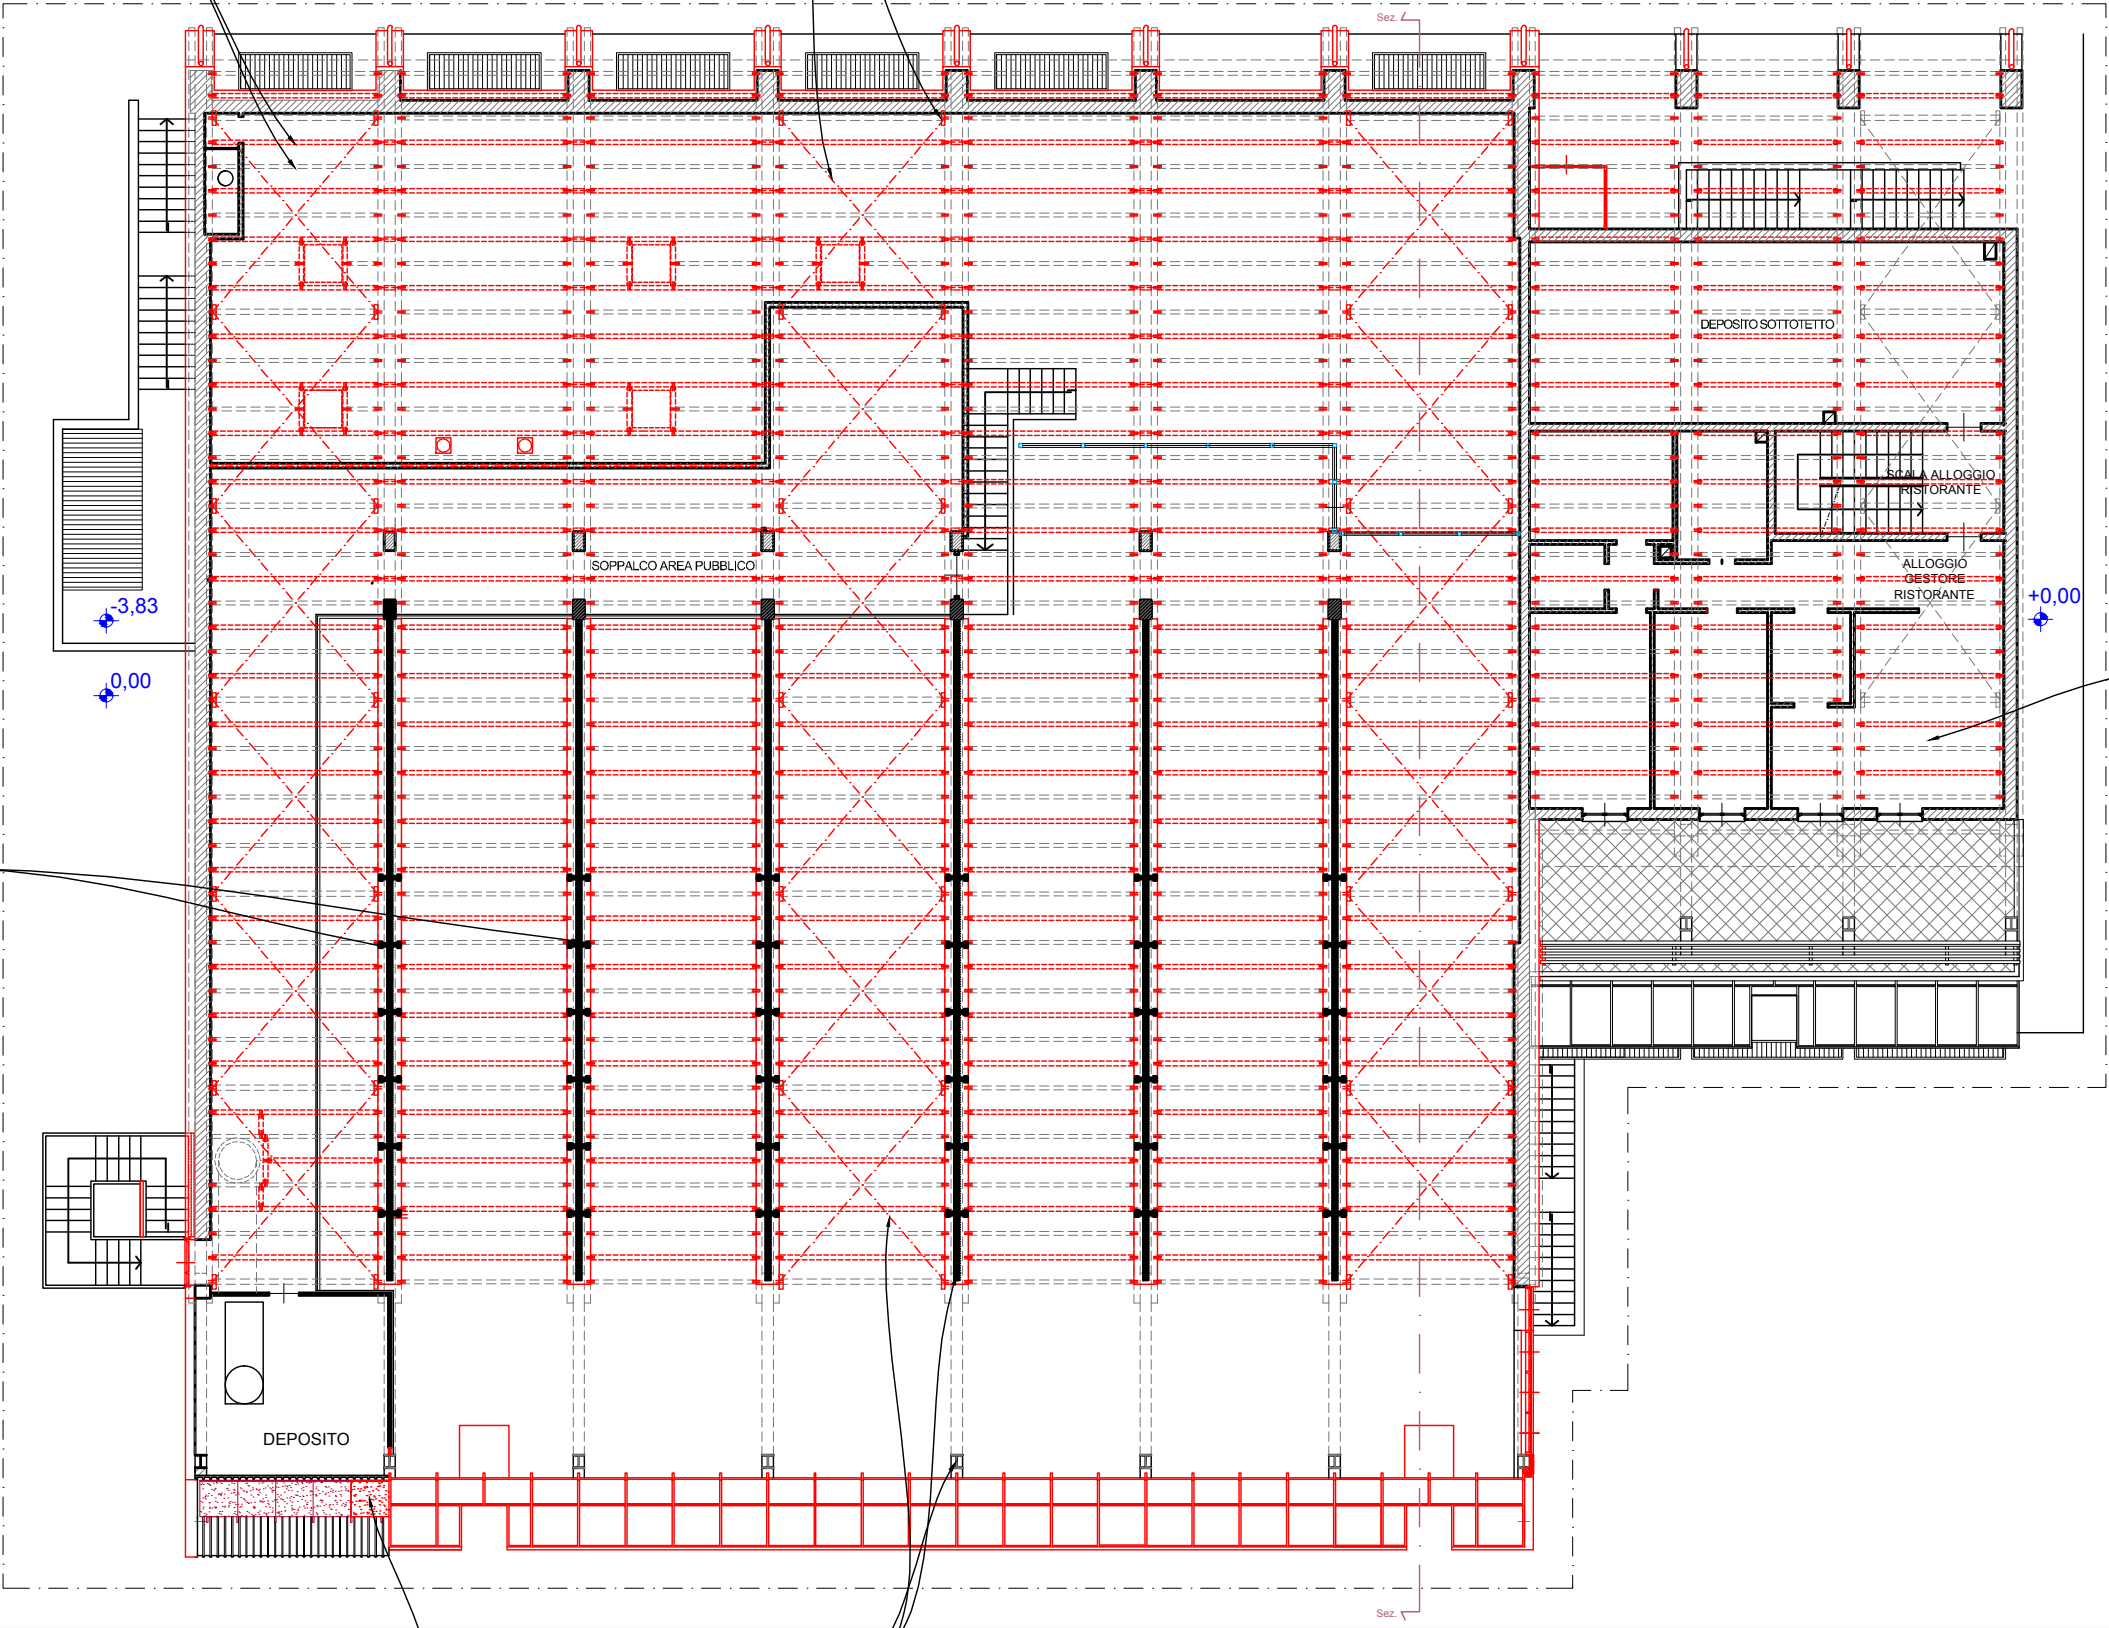 Sez.
DEPOSITO SOTTOTETTO
SCALA ALLOGGIO
RISTORANTE
SOPPALCO AREA PUBBLICO
ALLOGGIO
GESTORE
RISTORANTE
-3,83
+0,00
0,00
DEPOSITO
Sez.